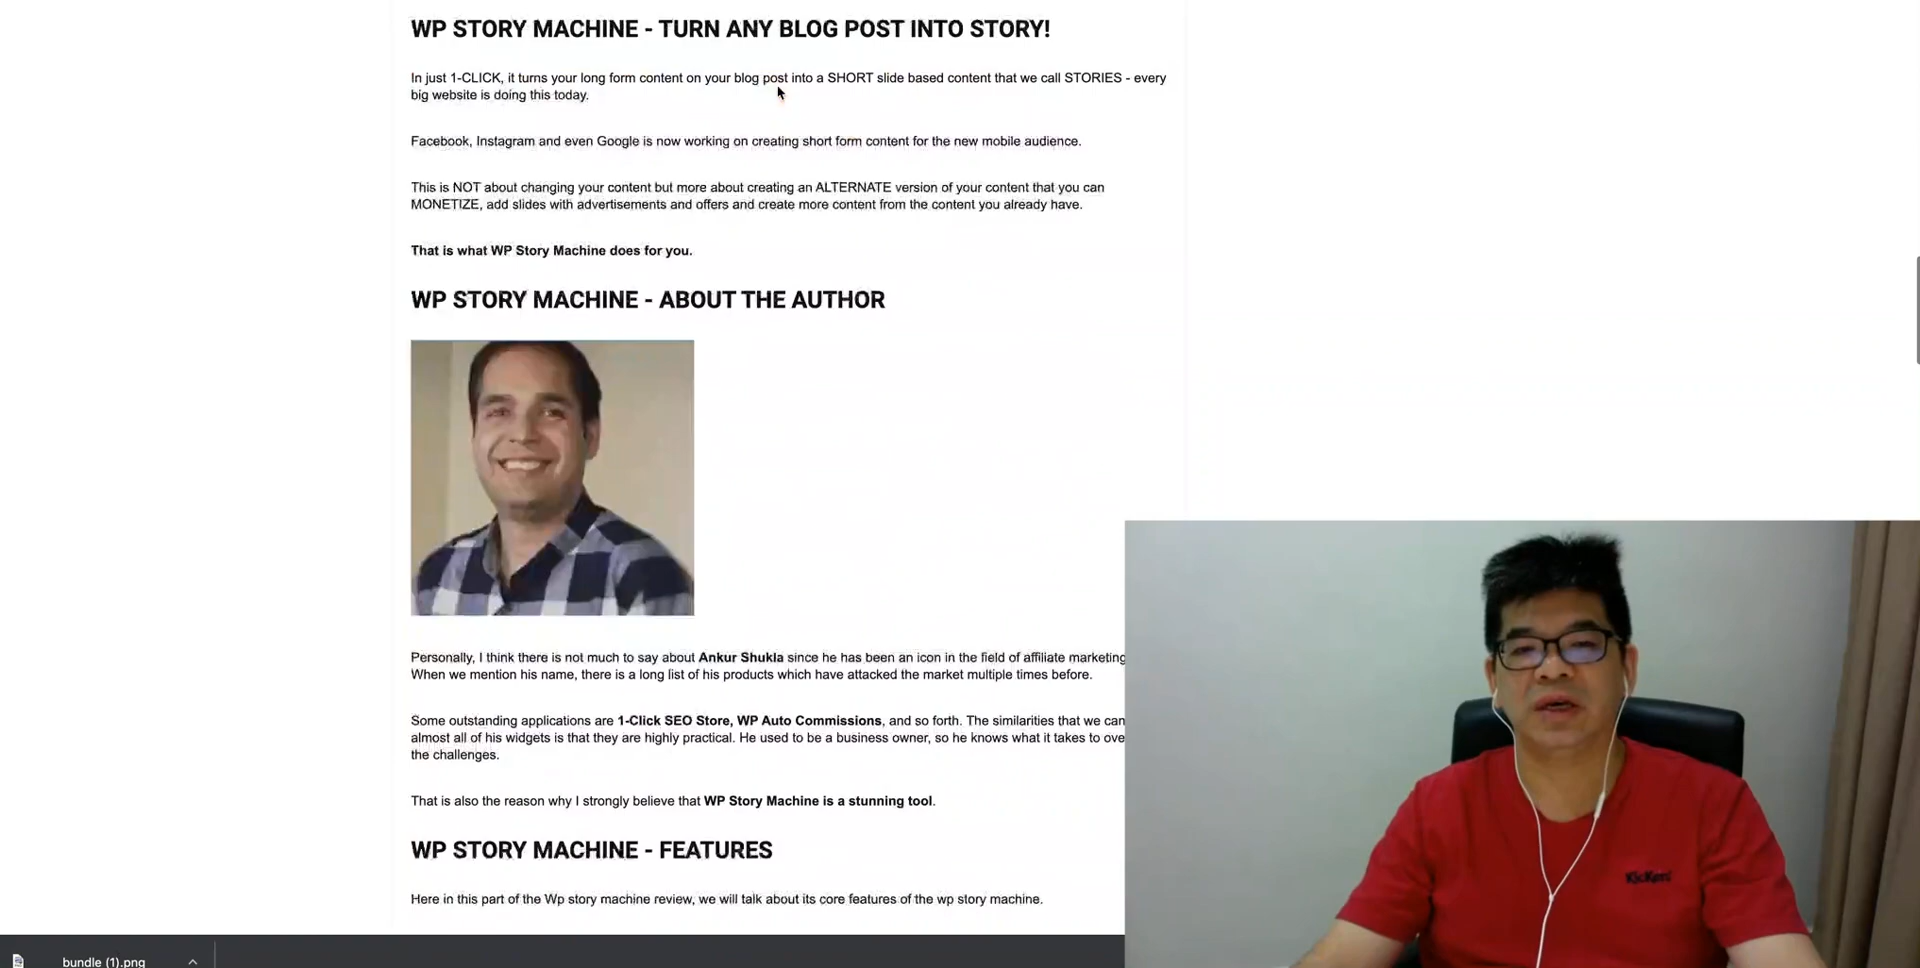 WP STORY MACHINE - TURN ANY BLOG POST INTO STORY!
In just 1-CLICK, it turns your long form content on your blog post into a SHORT slide based content that we call STORIES - every
big website is doing this today.
Facebook, Instagram and even Google is now working on creating short form content for the new mobile audience.
This is NOT about changing your content but more about creating an ALTERNATE version of your content that you can
MONETIZE, add slides with advertisements and offers and create more content from the content you already have.
That is what WP Story Machine does for you.
WP STORY MACHINE - ABOUT THE AUTHOR
Personally, I think there is not much to say about Ankur Shukla since he has been an icon in the field of affiliate marketing
When we mention his name, there is a long list of his products which have attacked the market multiple times before.
Some outstanding applications are 1-Click SEO Store, WP Auto Commissions, and so forth. The similarities that we can
almost all of his widgets is that they are highly practical. He used to be a business owner, so he knows what it takes to ove
the challenges.
That is also the reason why I strongly believe that WP Story Machine is a stunning tool.
WP STORY MACHINE - FEATURES
Here in this part of the Wp story machine review, we will talk about its core features of the wp story machine.
bundle (1).png